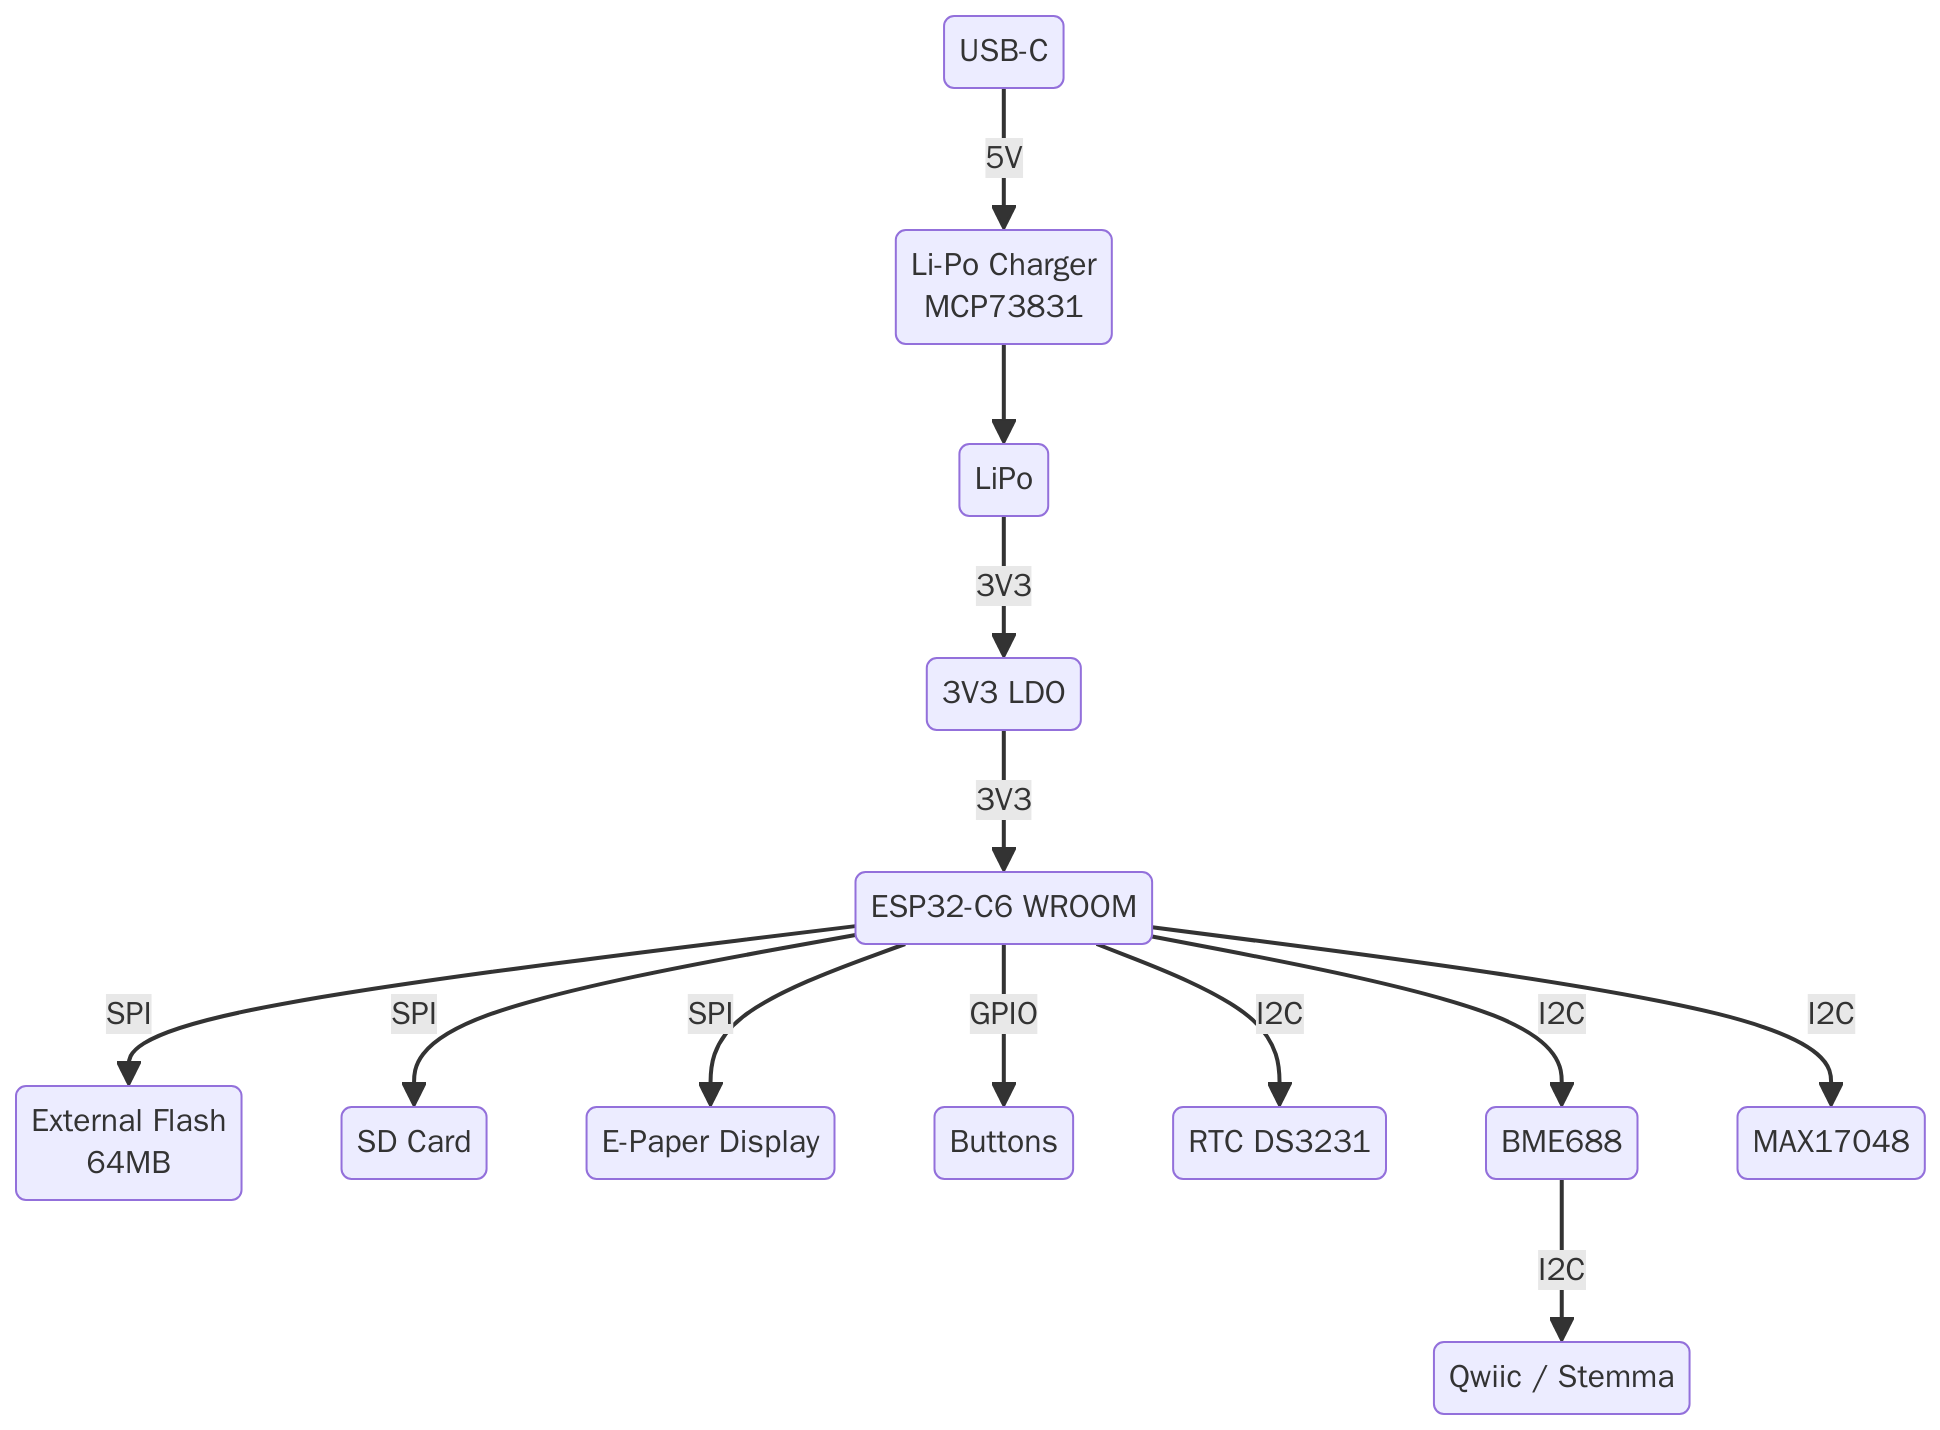 USB-C
5V
Li-Po Charger
MCP73831
LiPo
3V3
3V3 LDO
3V3
ESP32-C6 WROOM
SPI
SPI
SPI
GPIO
I2C
I2C
I2C
External Flash
64MB
SD Card
E-Paper Display
Buttons
RTC DS3231
BME688
MAX17048
I2C
Qwiic / Stemma